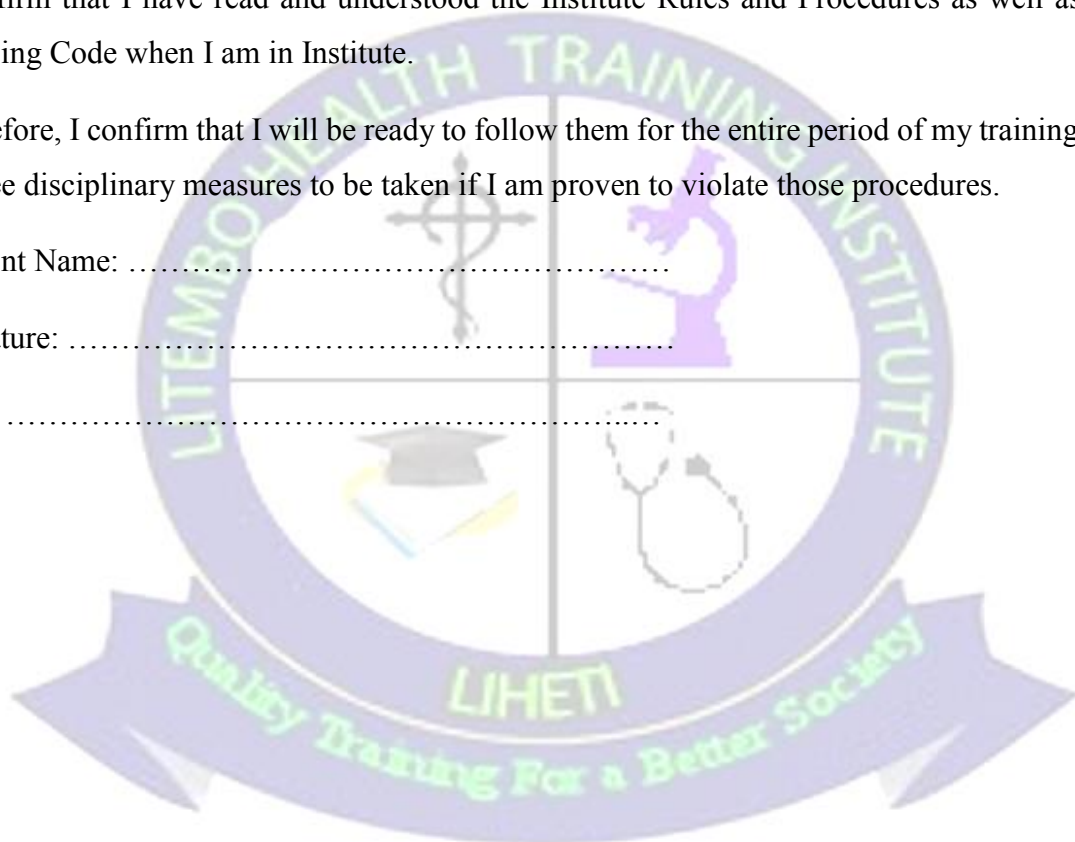 firm that I have read and understood the Institute Rules and Procedures as well as
ing Code when I am in Institute.
efore, I confirm that I will be ready to follow them for the entire period of my training
ee disciplinary measures to be taken if I am proven to violate those procedures.
nt Name: ……………………………………………
ture: …………………………………………………
……………………………………………………..…
LITEMBO HEALTH TRAINING INSTITUTE
LIHETI
Quality Training For a Better Society